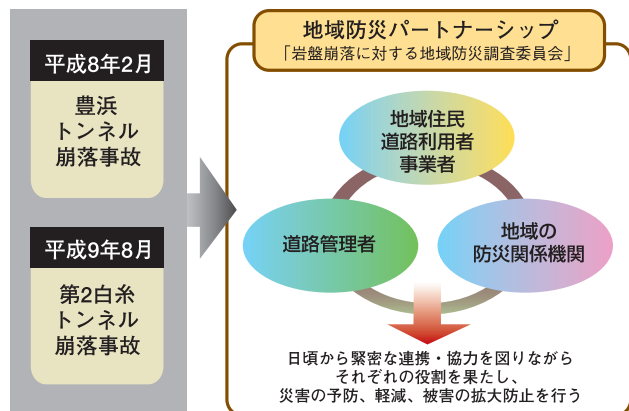 平成8年2月
豊浜
トンネル
崩落事故
平成9年8月
第2白糸
トンネル
崩落事故
地域防災パートナーシップ
「岩盤崩落に対する地域防災調査委員会」
地域住民
道路利用者
事業者
道路管理者
地域の
防災関係機関
日頃から緊密な連携・協力を図りながら
それぞれの役割を果たし、
災害の予防、軽減、被害の拡大防止を行う